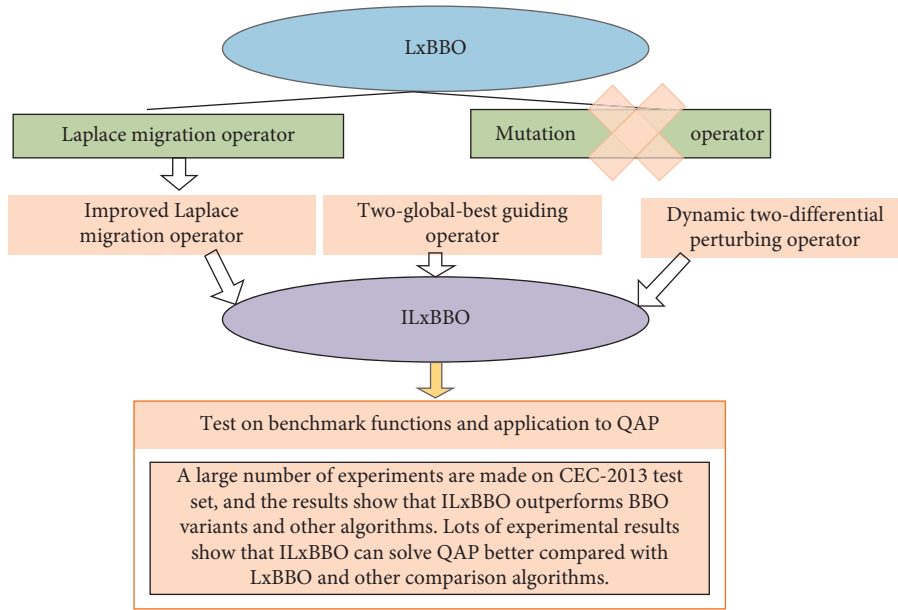 LxBBO
Laplace migration operator
Mutation operator
Improved Laplace
migration operator
Two-global-best guiding
operator
Dynamic two-differential
perturbing operator
ILxBBO
Test on benchmark functions and application to QAP
A large number of experiments are made on CEC-2013 test
set, and the results show that ILxBBO outperforms BBO
variants and other algorithms. Lots of experimental results
show that ILxBBO can solve QAP better compared with
LxBBO and other comparison algorithms.